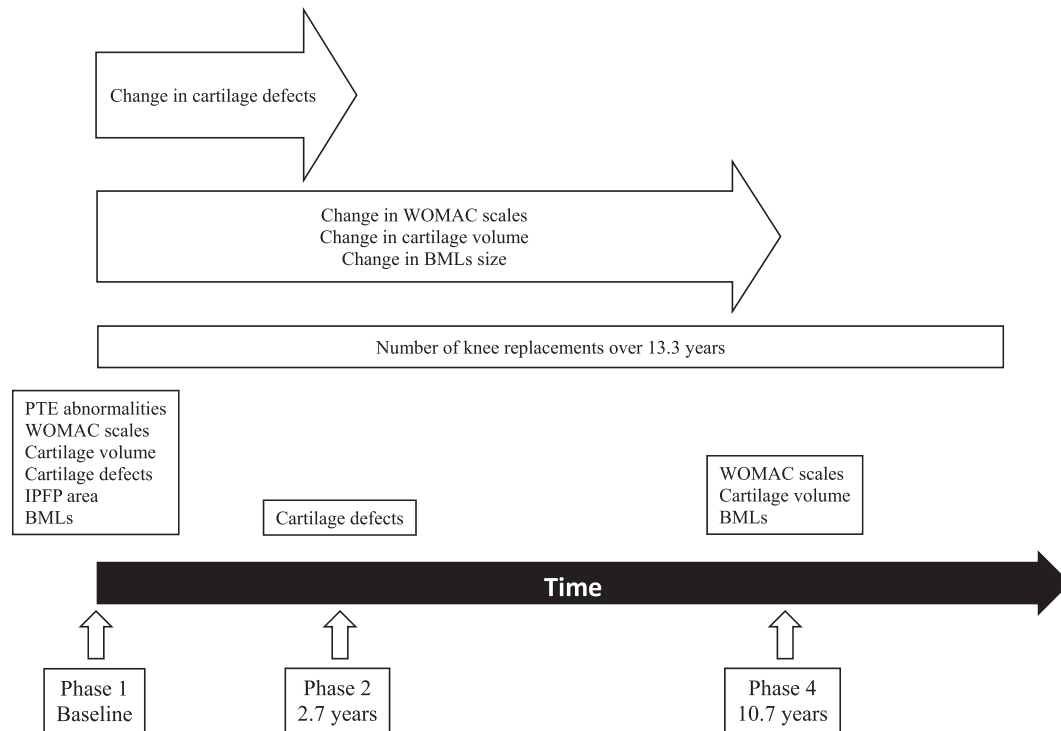 Change in cartilage defects
Change in WOMAC scales
Change in cartilage volume
Change in BMLs size
Number of knee replacements over 13.3 years
PTE abnormalities
WOMAC scales
Cartilage volume
Cartilage defects
IPFP area
BMLs
Cartilage defects
WOMAC scales
Cartilage volume
BMLs
Time
Phase 1
Baseline
Phase 2
2.7 years
Phase 4
10.7 years